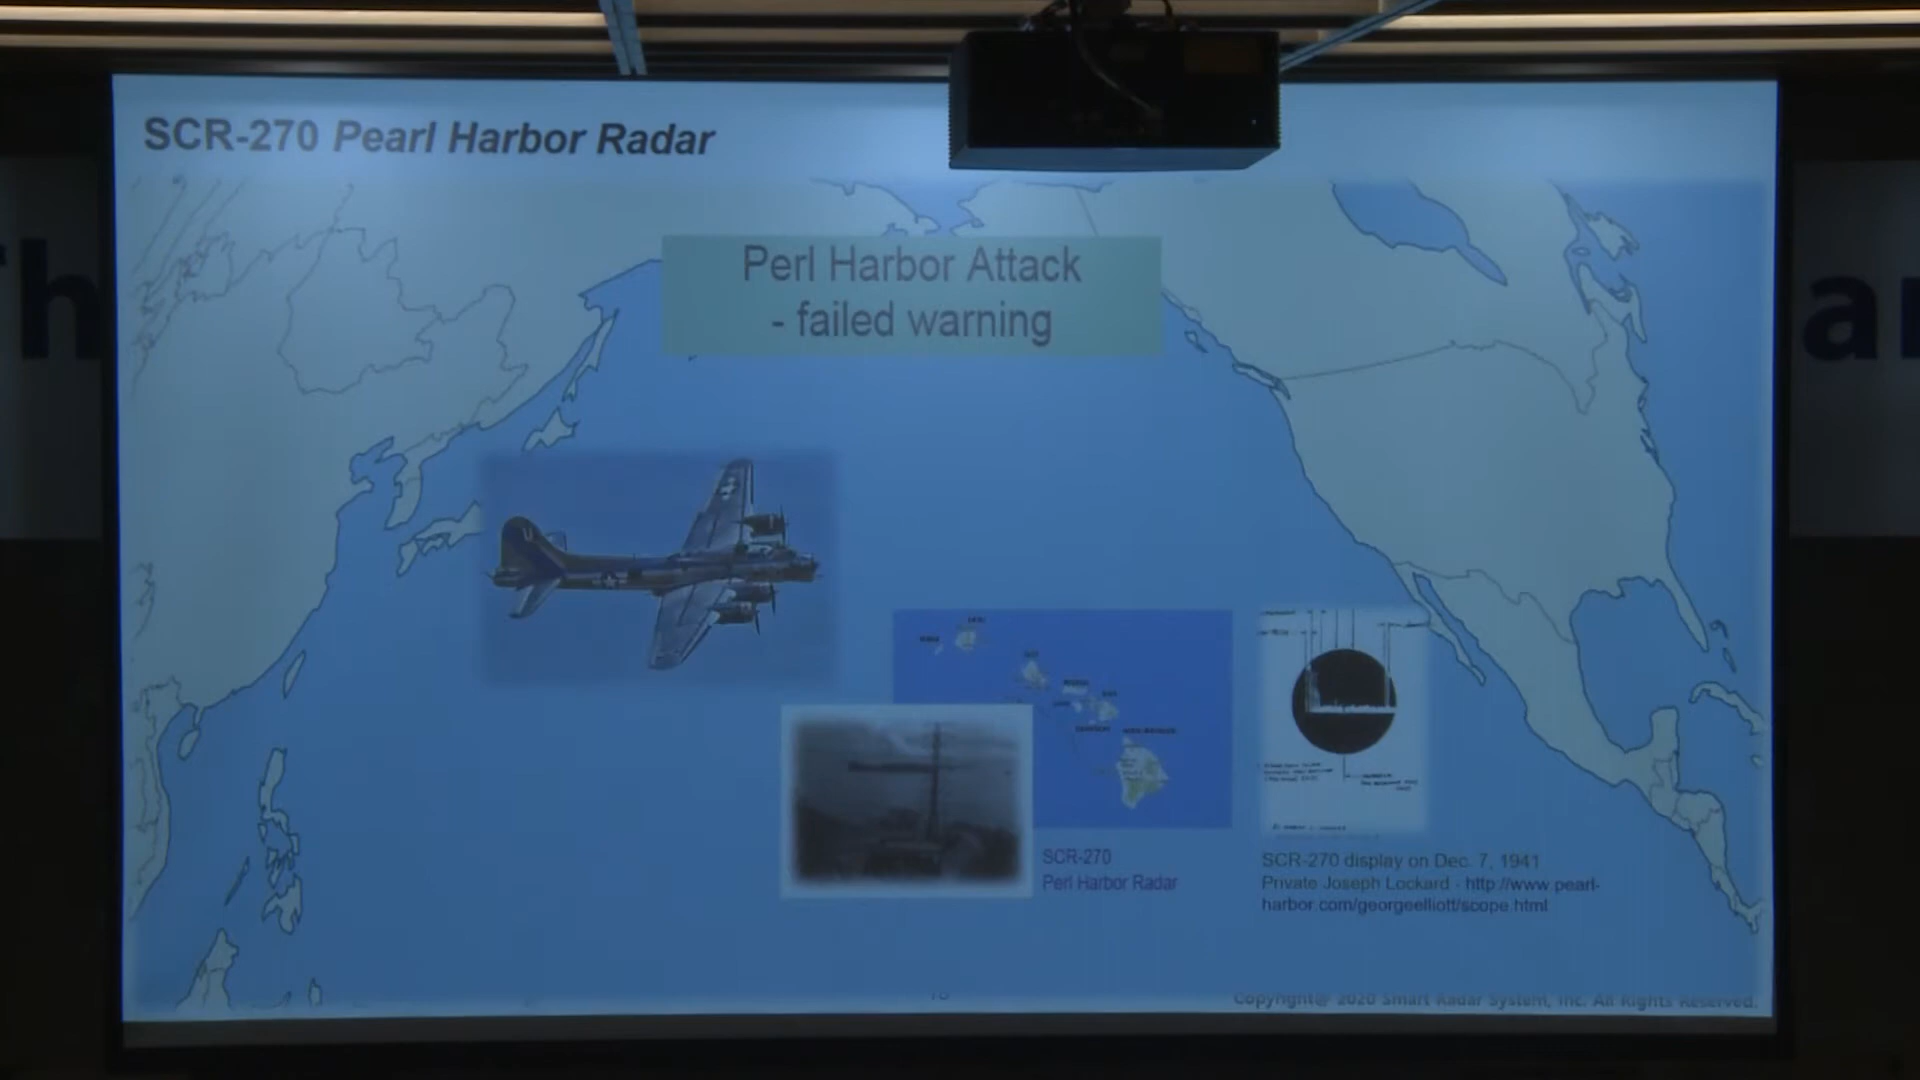 SCR-270 Pearl Harbor Radar
Perl Harbor Attack
- failed warning
SCR-270
Perl Harbor Radar
SCR-270 display on Dec. 7, 1941
Private Joseph Lockard - http://www.pearl-
harbor.com/georgeelliott/scope.html
Copyright@ 2020 Smart Radar System, Inc. All Rights Reserved.